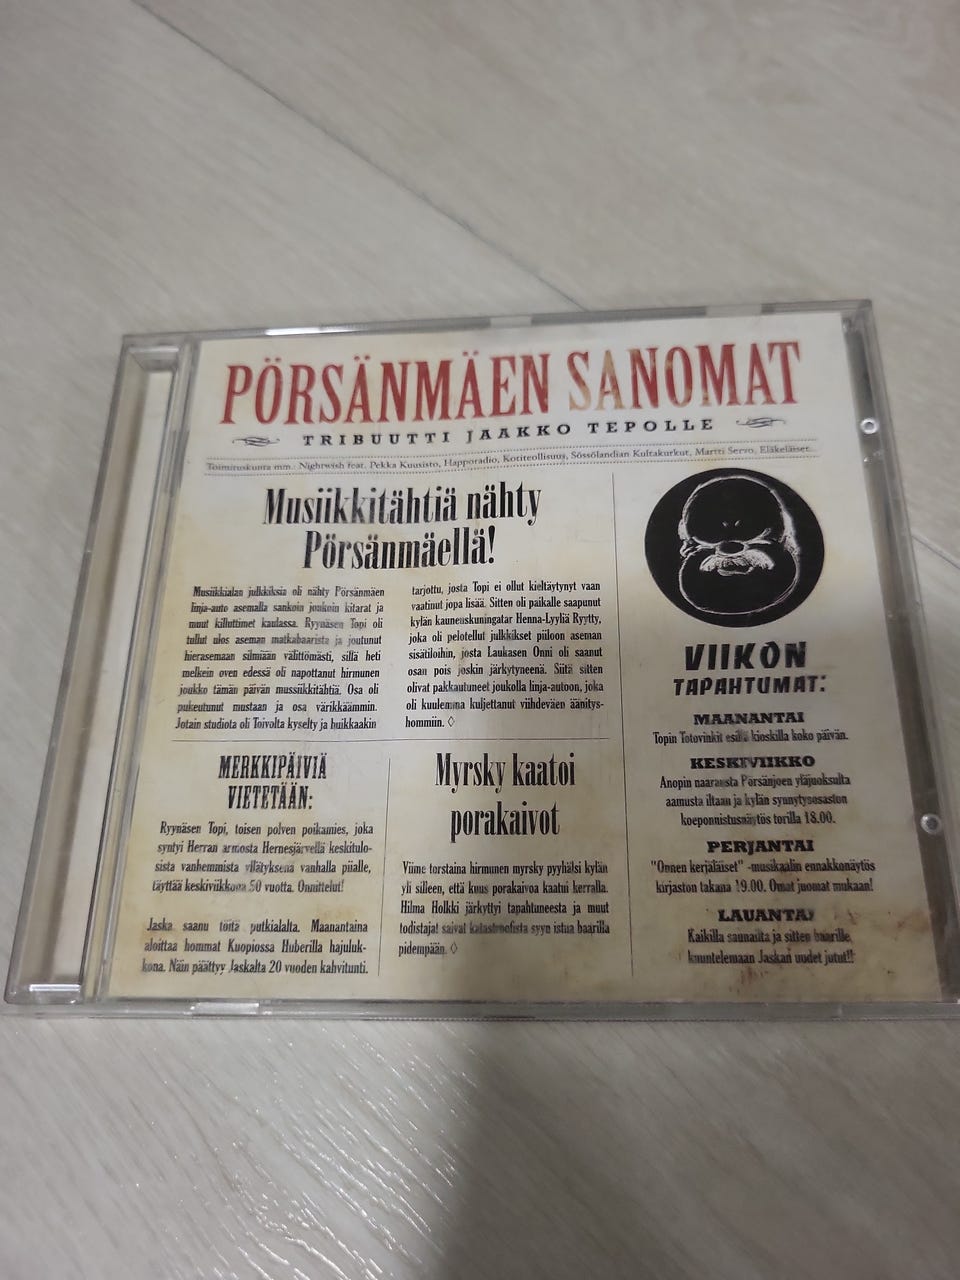 PÖRSÄNMÄEN SANOMAT
TRIBUUTTI JAAKKO TEPOLLE
Toimituskunta mm.: Nightwish feat. Pekka Kuusisto, Happoradio, Kotiteollisuus, Sössölandian Kultakurkut, Martti Servo, Eläkeläiset...
Musiikkitähtiä nähty
Pörsänmäellä!
Musiikkialan julkkiksia oli nähty Pörsänmäen
linja-auto asemalla sankoin joukoin kitarat ja
muut killuttimet kaulassa. Ryynäsen Topi oli
tullut ulos aseman matkabaarista ja joutunut
hierasemaan silmiään välittömästi, sillä heti
melkein oven edessä oli napottanut hirmunen
joukko tämän päivän mussiikkitähtiä. Osa oli
pukeutunut mustaan ja osa värikkäämmin.
Jotain studiota oli Toivolta kyselty ja huikkaakin
tarjottu, josta Topi ei ollut kieltäytynyt vaan
vaatinut jopa lisää. Sitten oli paikalle saapunut
kylän kauneuskuningatar Henna-Lyyliä Ryytty,
joka oli pelotellut julkkikset piiloon aseman
sisätiloihin, josta Laukasen Onni oli saanut
osan pois joskin järkytyneenä. Siitä sitten
olivat pakkautuneet joukolla linja-autoon, joka
oli kuulemma kuljettanut viihdeväen äänitys-
hommiin. ◊
MERKKIPÄIVIÄ
VIETETÄÄN:
Ryynäsen Topi, toisen polven poikamies, joka
syntyi Herran armosta Hernesjärvellä keskitulo-
sista vanhemmista yllätyksenä vanhalla piialle,
täyttää keskiviikkona 50 vuotta. Onnittelut!
Jaska saanu töitä putkialalta. Maanantaina
aloittaa hommat Kuopiossa Huberilla hajuluk-
kona. Näin päättyy Jaskalta 20 vuoden kahvitunti.
Myrsky kaatoi
porakaivot
Viime torstaina hirmunen myrsky pyyhälsi kylän
yli silleen, että kuus porakaivoa kaatui kerralla.
Hilma Holkki järkyttyi tapahtuneesta ja muut
todistajat saivat katastroofista syyn istua baarilla
pidempään. ◊
VIIKON
TAPAHTUMAT:
MAANANTAI
Topin Totovinkit esillä kioskilla koko päivän.
KESKIVIIKKO
Anopin naarausta Pörsänjoen yläjuoksulta
aamusta iltaan ja kylän synnytysosaston
koeponnistusnäytös torilla 18.00.
PERJANTAI
"Onnen kerjäläiset" -musikaalin ennakkonäytös
kirjaston takana 19.00. Omat juomat mukaan!
LAUANTAI
Kaikilla saunailta ja sitten baarille,
kuuntelemaan Jaskan uodet jutut!!